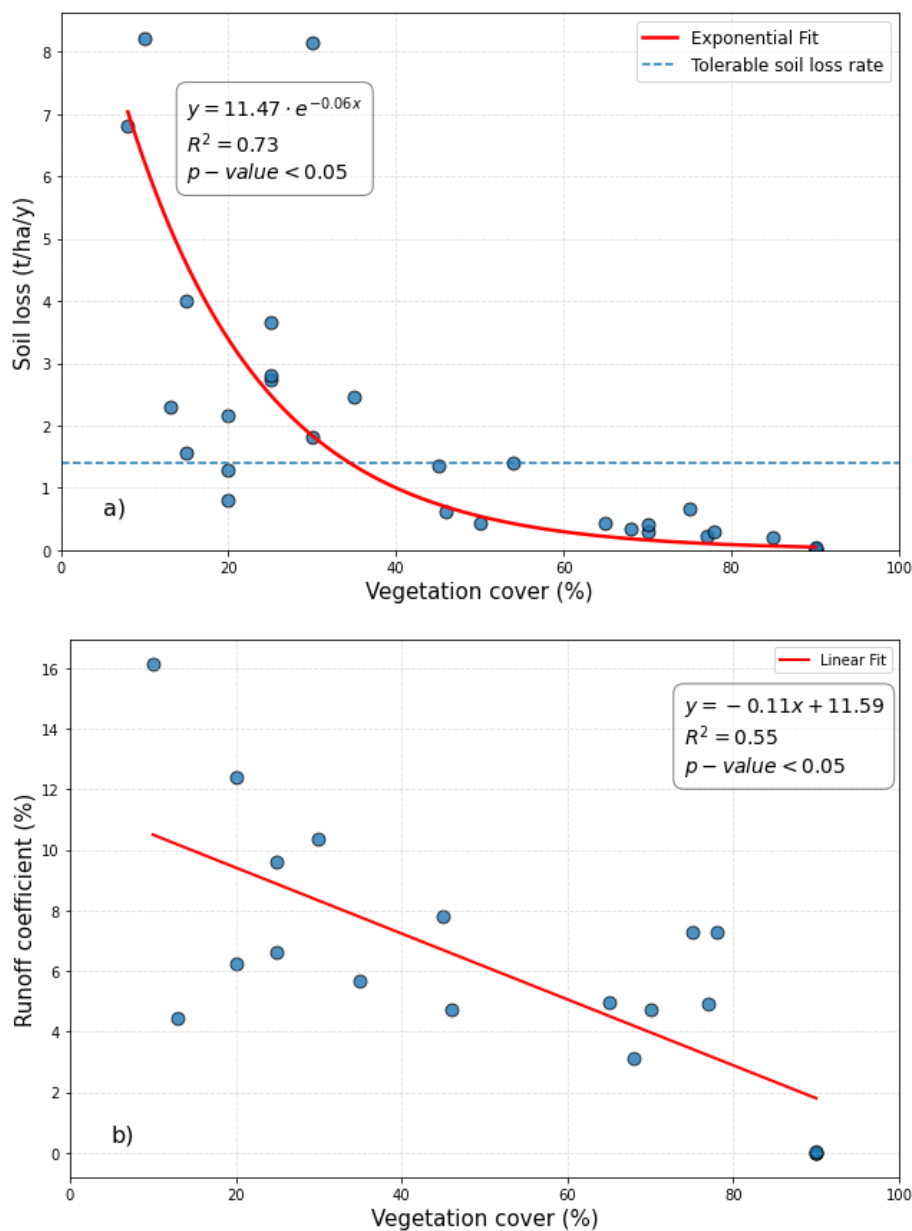 8
7
6
5
4
3
2
1
0
Soil loss (t/ha/y)
Exponential Fit
Tolerable soil loss rate
y = 11.47 · e^{−0.06x}
R² = 0.73
p − value < 0.05
a)
0 20 40 60 80 100
Vegetation cover (%)
16
14
12
10
8
6
4
2
0
Runoff coefficient (%)
Linear Fit
y = − 0.11x + 11.59
R² = 0.55
p − value < 0.05
b)
0 20 40 60 80 100
Vegetation cover (%)